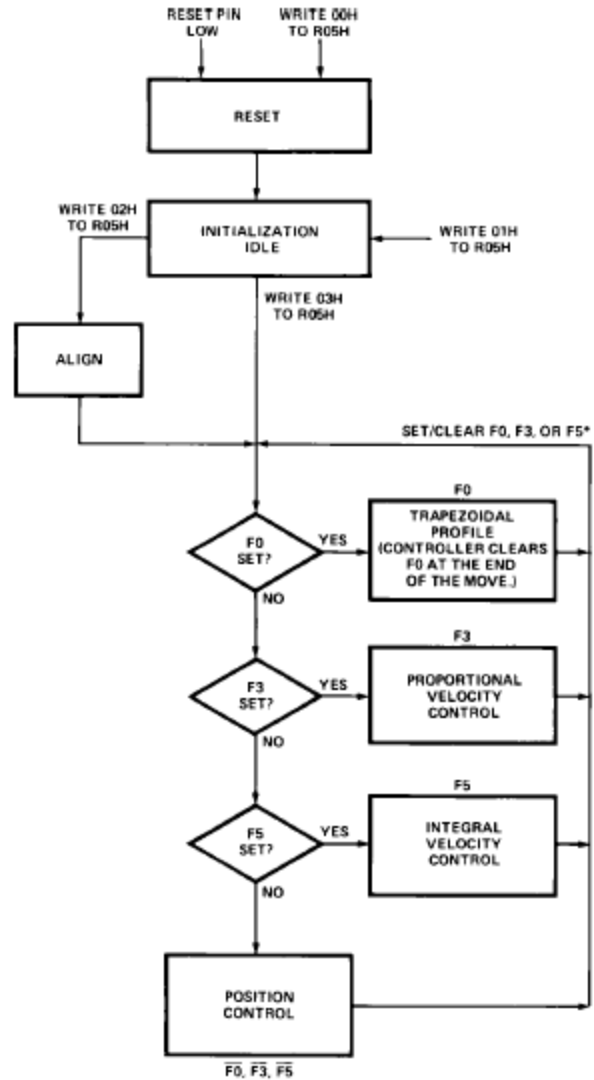 RESET PIN
LOW
WRITE 00H
TO R05H
RESET
WRITE 02H
TO R05H
INITIALIZATION
IDLE
WRITE 01H
TO R05H
WRITE 03H
TO R05H
ALIGN
SET/CLEAR F0, F3, OR F5*
F0
SET?
YES
F0
TRAPEZOIDAL
PROFILE
(CONTROLLER CLEARS
F0 AT THE END
OF THE MOVE.)
NO
F3
SET?
YES
F3
PROPORTIONAL
VELOCITY
CONTROL
NO
F5
SET?
YES
F5
INTEGRAL
VELOCITY
CONTROL
NO
POSITION
CONTROL
F̅0̅, F̅3̅, F̅5̅